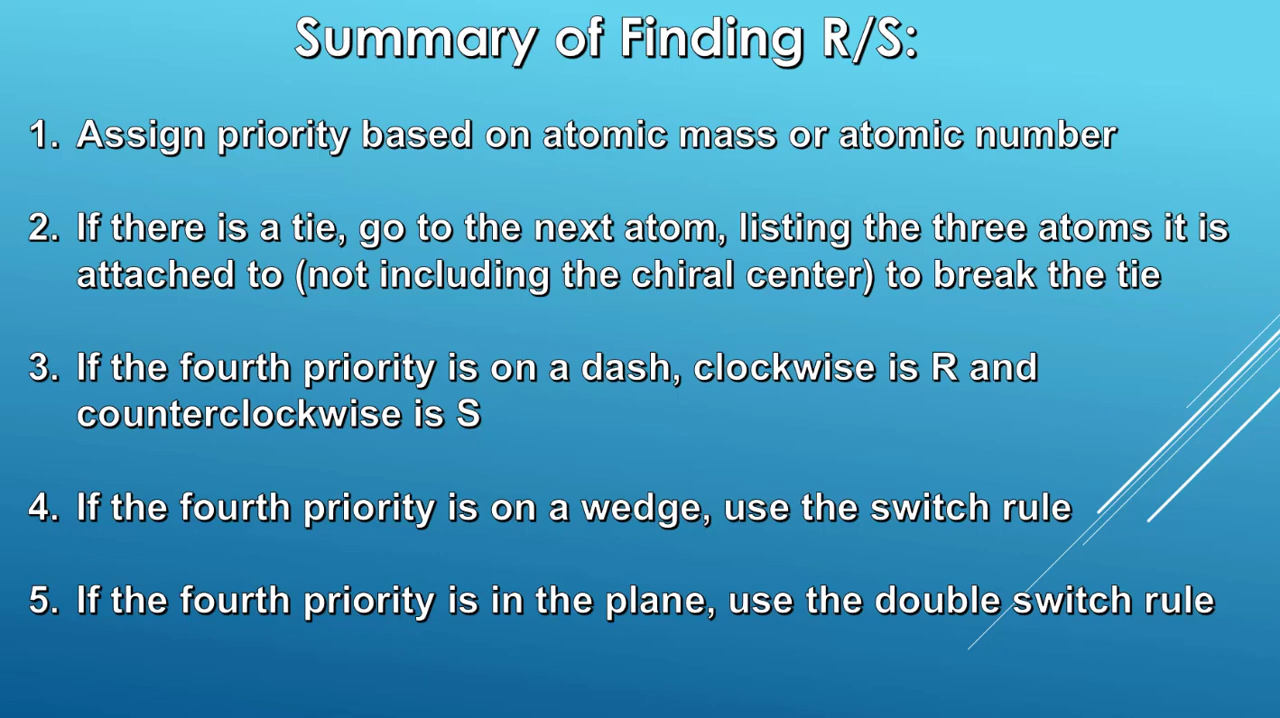 Summary of Finding R/S:
1. Assign priority based on atomic mass or atomic number
2. If there is a tie, go to the next atom, listing the three atoms it is
attached to (not including the chiral center) to break the tie
3. If the fourth priority is on a dash, clockwise is R and
counterclockwise is S
4. If the fourth priority is on a wedge, use the switch rule
5. If the fourth priority is in the plane, use the double switch rule